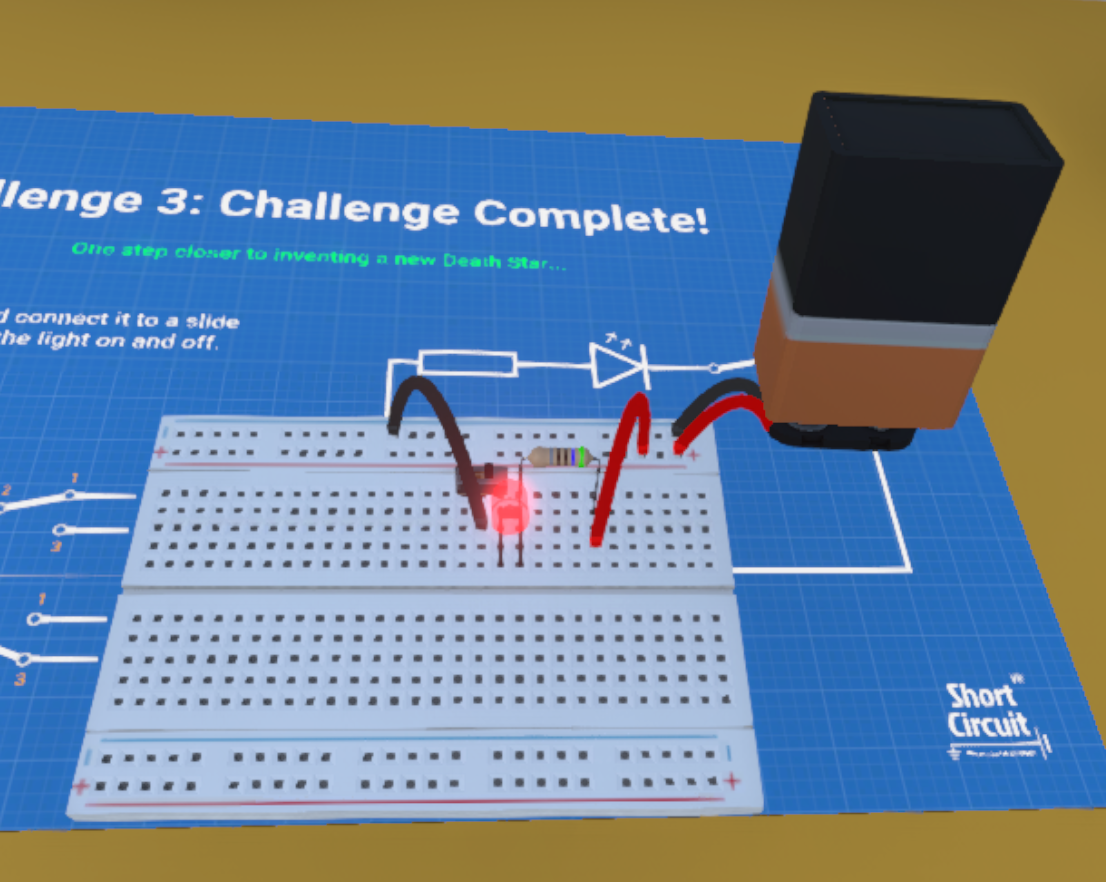 llenge 3: Challenge Complete!
One step closer to inventing a new Death Star...
d connect it to a slide
the light on and off.
2
1
3
1
3
+
+
+
+
Short VR
Circuit